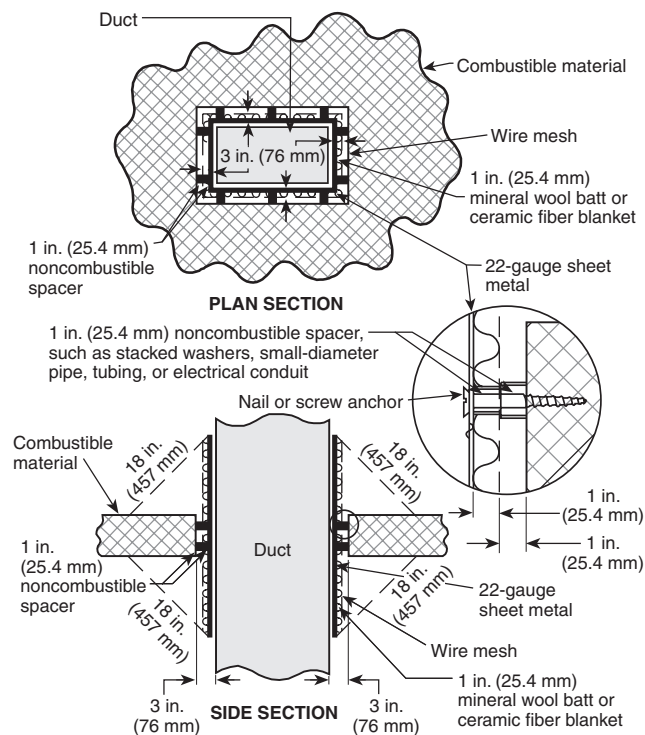 Duct
Combustible material
Wire mesh
3 in. (76 mm)
1 in. (25.4 mm)
mineral wool batt or
ceramic fiber blanket
1 in. (25.4 mm)
noncombustible
spacer
22-gauge sheet
metal
PLAN SECTION
1 in. (25.4 mm) noncombustible spacer,
such as stacked washers, small-diameter
pipe, tubing, or electrical conduit
Nail or screw anchor
Combustible
material
18 in.
(457 mm)
18 in.
(457 mm)
1 in.
(25.4 mm)
1 in.
(25.4 mm)
1 in.
(25.4 mm)
noncombustible
spacer
Duct
18 in.
(457 mm)
18 in.
(457 mm)
22-gauge
sheet metal
Wire mesh
1 in. (25.4 mm)
mineral wool batt or
ceramic fiber blanket
3 in.
(76 mm)
SIDE SECTION
3 in.
(76 mm)